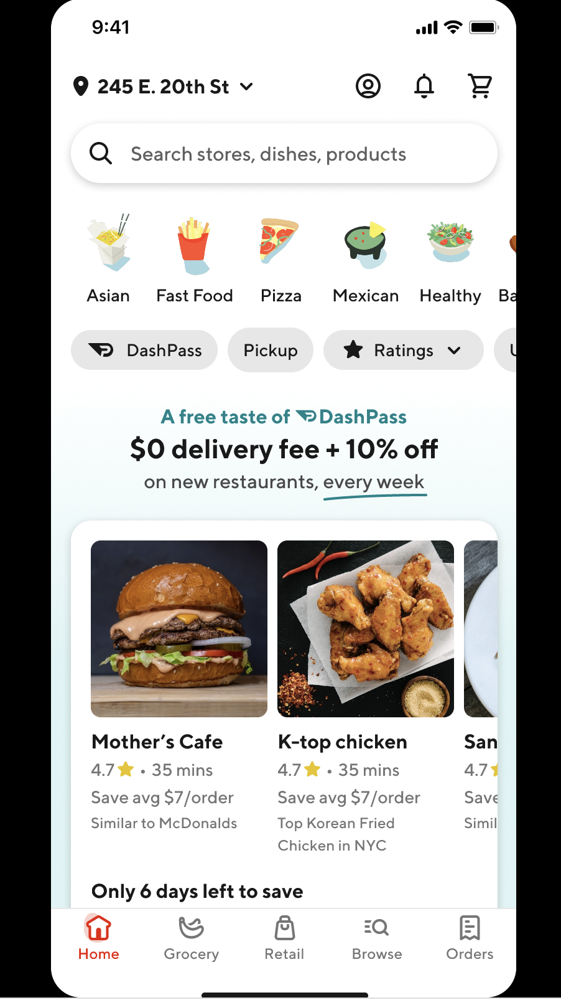 9:41
245 E. 20th St
Search stores, dishes, products
Asian Fast Food Pizza Mexican Healthy Ba
DashPass Pickup Ratings U
A free taste of DashPass
$0 delivery fee + 10% off
on new restaurants, every week
Mother's Cafe K-top chicken San
4.7 • 35 mins 4.7 • 35 mins 4.7
Save avg $7/order Save avg $7/order Save
Similar to McDonalds Top Korean Fried Simil
Chicken in NYC
Only 6 days left to save
Home Grocery Retail Browse Orders